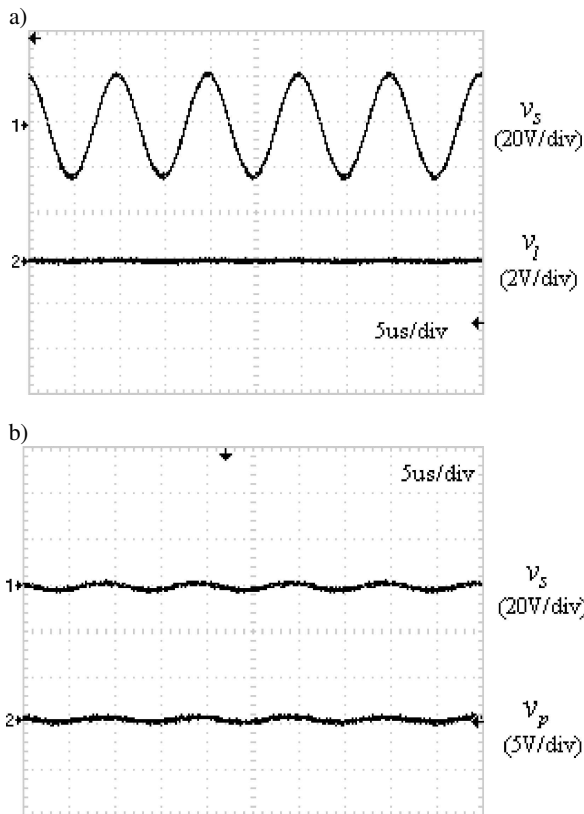 a)
1
v_s
(20V/div)
2
v_l
(2V/div)
5us/div
b)
5us/div
1
v_s
(20V/div)
2
v_p
(5V/div)